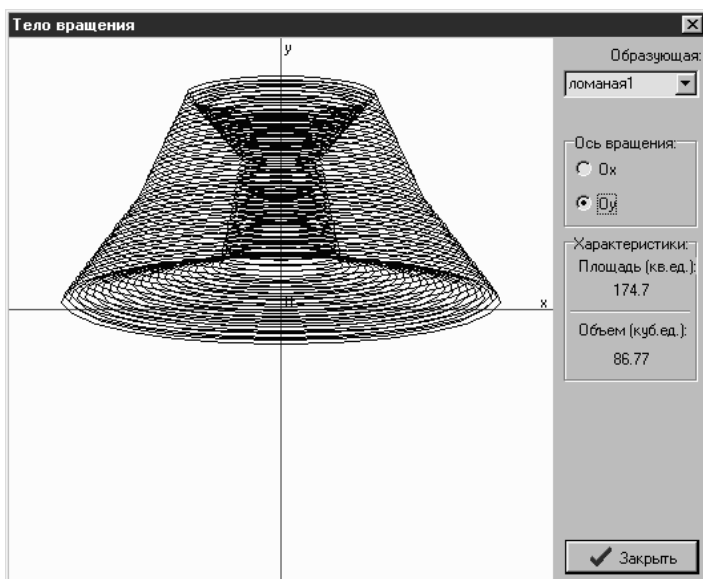 Тело вращения
y
x
Образующая:
ломаная1
Ось вращения:
Ox
Oy
Характеристики:
Площадь (кв.ед.):
174.7
Объем (куб.ед.):
86.77
Закрыть